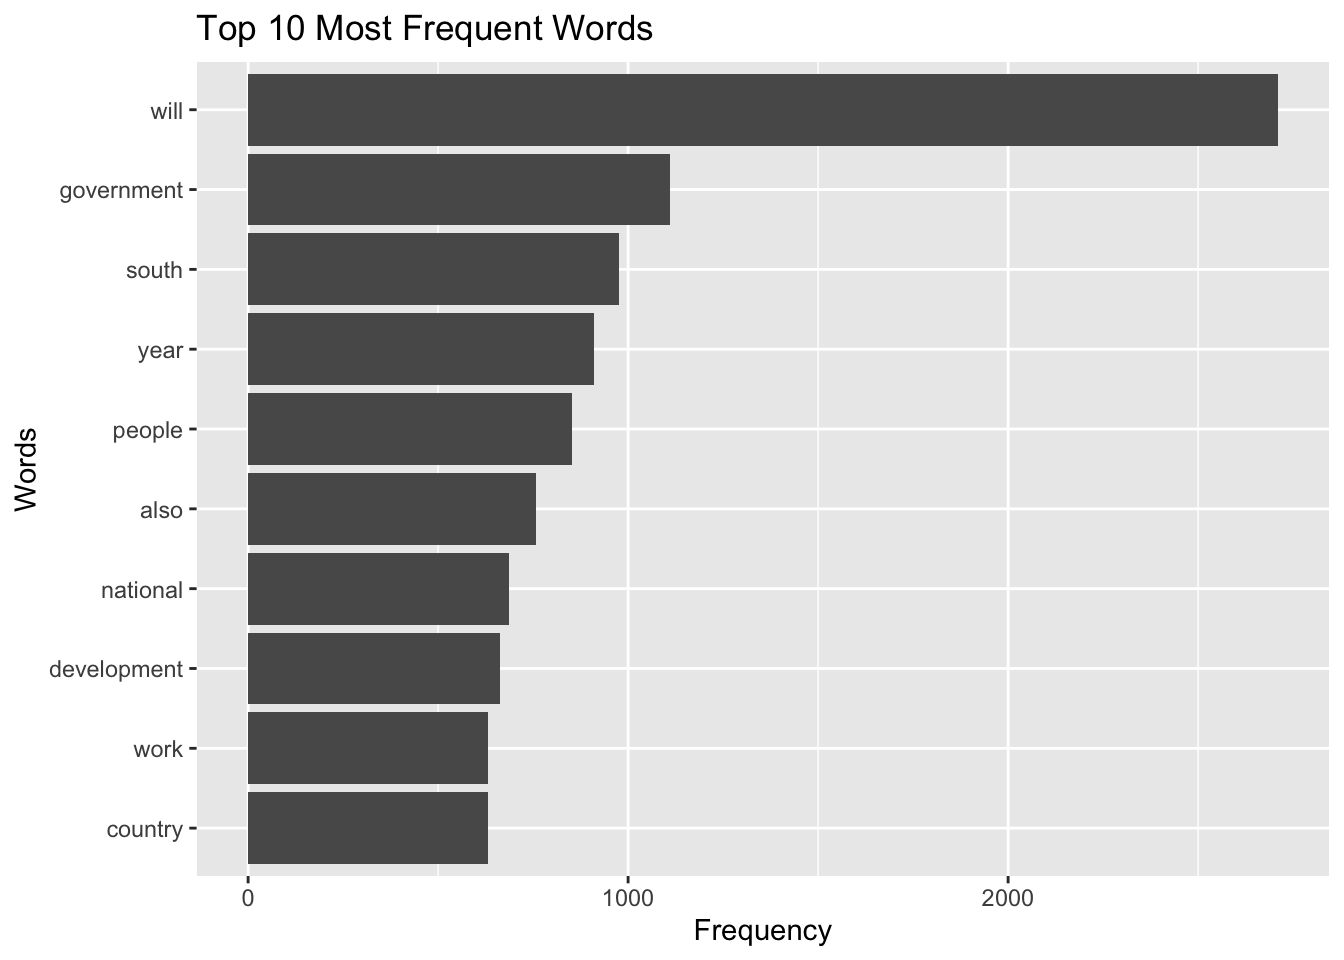 Top 10 Most Frequent Words
will
government
south
year
people
also
national
development
work
country
Words
0 1000 2000
Frequency